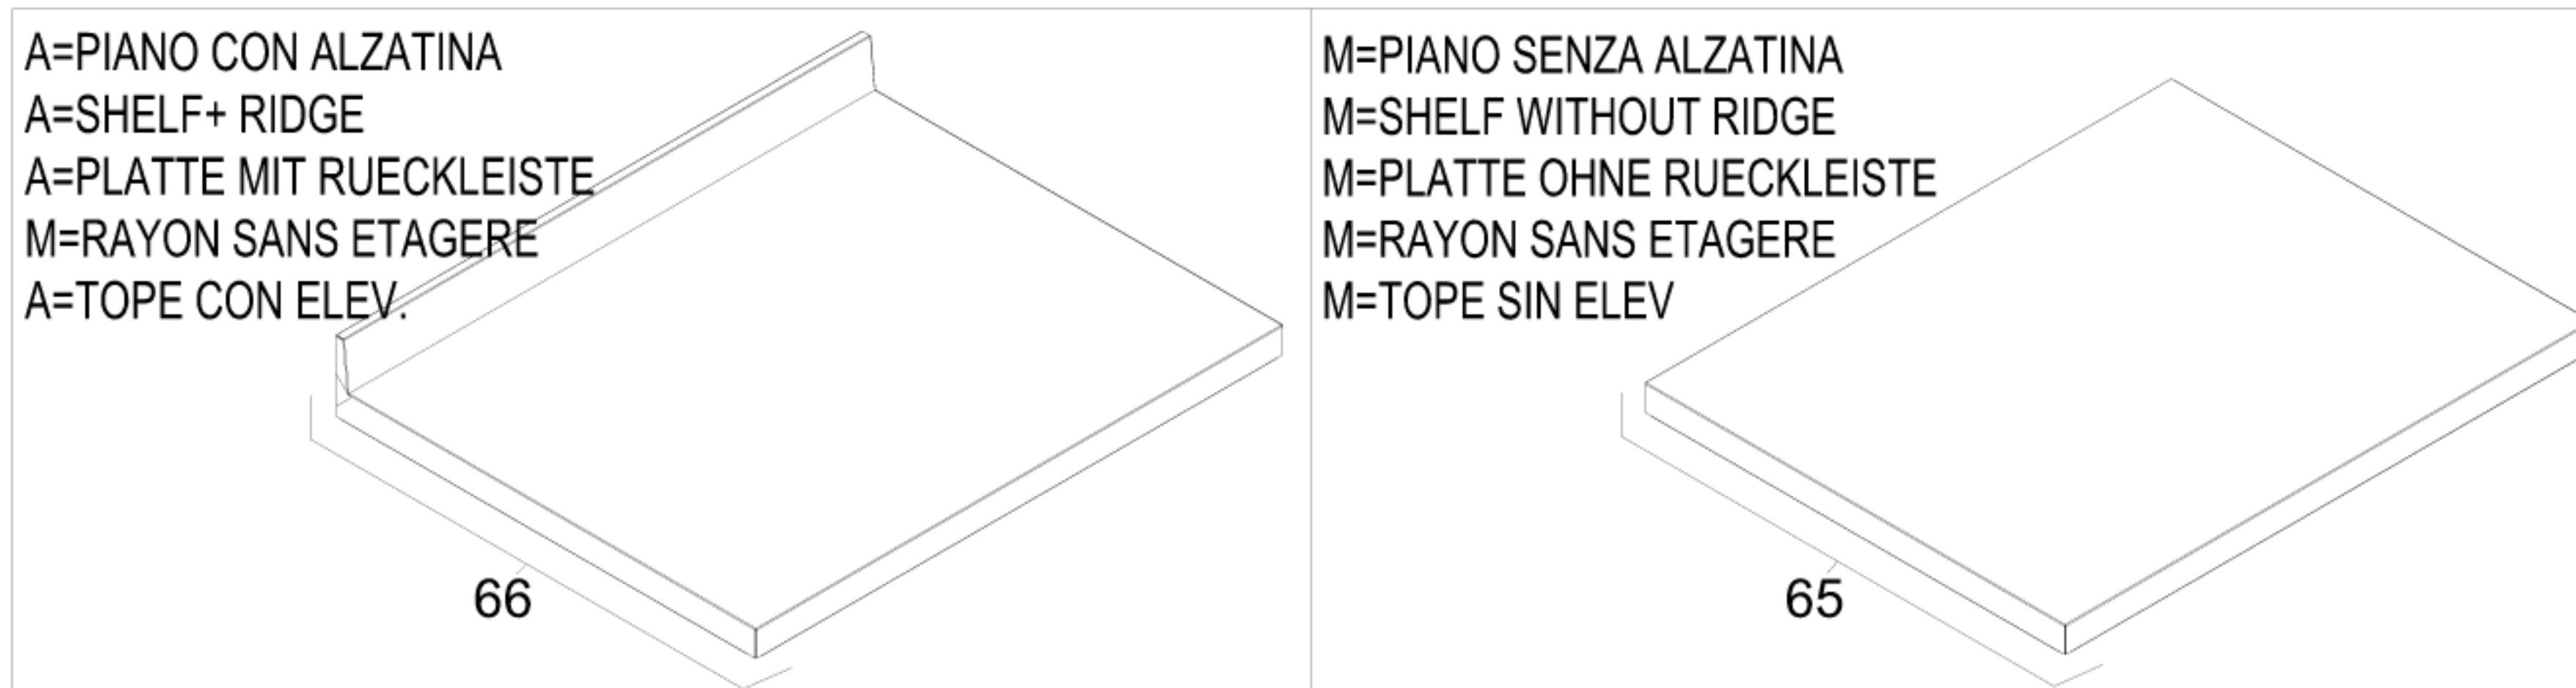 A=PIANO CON ALZATINA
A=SHELF+ RIDGE
A=PLATTE MIT RUECKLEISTE
M=RAYON SANS ETAGERE
A=TOPE CON ELEV.
66
M=PIANO SENZA ALZATINA
M=SHELF WITHOUT RIDGE
M=PLATTE OHNE RUECKLEISTE
M=RAYON SANS ETAGERE
M=TOPE SIN ELEV
65